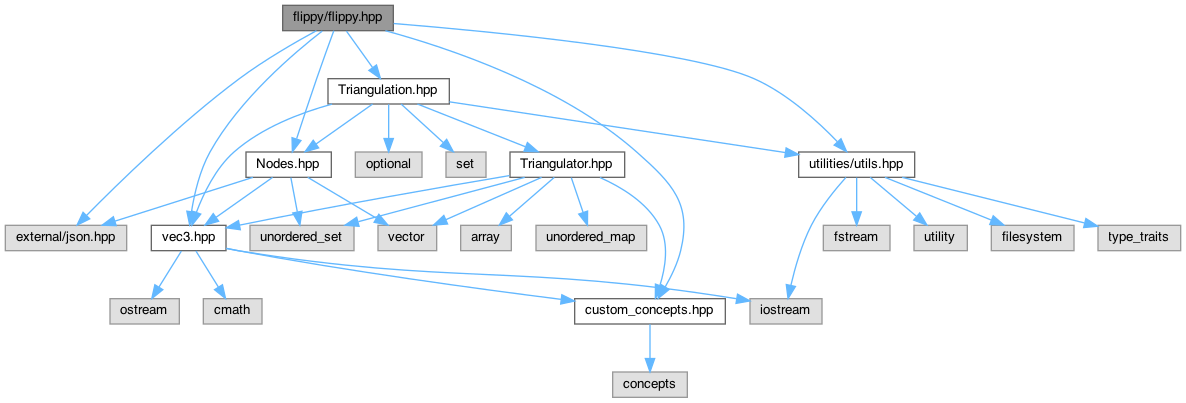 flippy/flippy.hpp
Triangulation.hpp
Nodes.hpp
optional
set
Triangulator.hpp
utilities/utils.hpp
external/json.hpp
vec3.hpp
unordered_set
vector
array
unordered_map
fstream
utility
filesystem
type_traits
ostream
cmath
custom_concepts.hpp
iostream
concepts